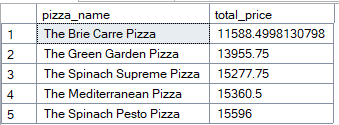 pizza_name total_price
1 The Brie Carre Pizza 11588.4998130798
2 The Green Garden Pizza 13955.75
3 The Spinach Supreme Pizza 15277.75
4 The Mediterranean Pizza 15360.5
5 The Spinach Pesto Pizza 15596